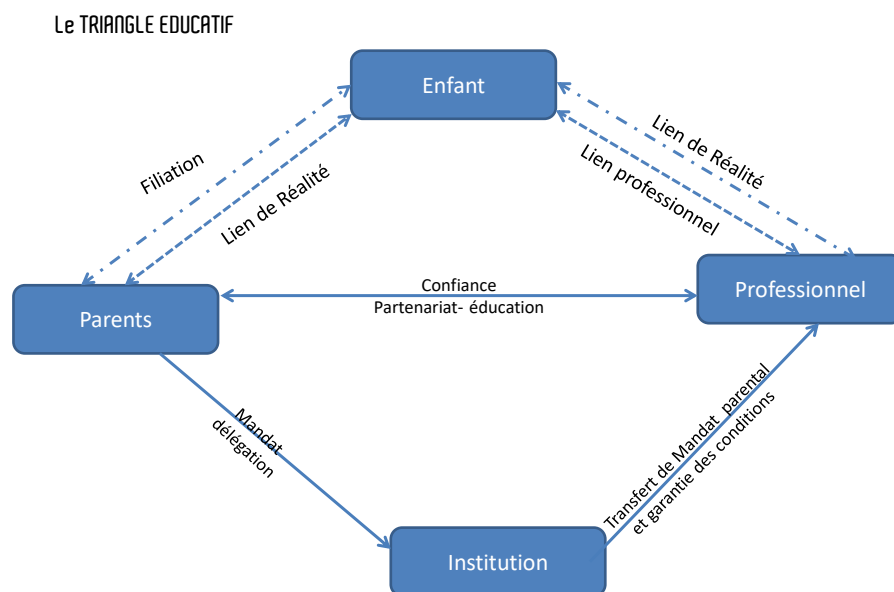 Le TRIANGLE EDUCATIF
Enfant
Filiation
Lien de Réalité
Lien de Réalité
Lien professionnel
Parents
Confiance
Partenariat- éducation
Professionnel
Mandat
délégation
Transfert de Mandat parental
et garantie des conditions
Institution